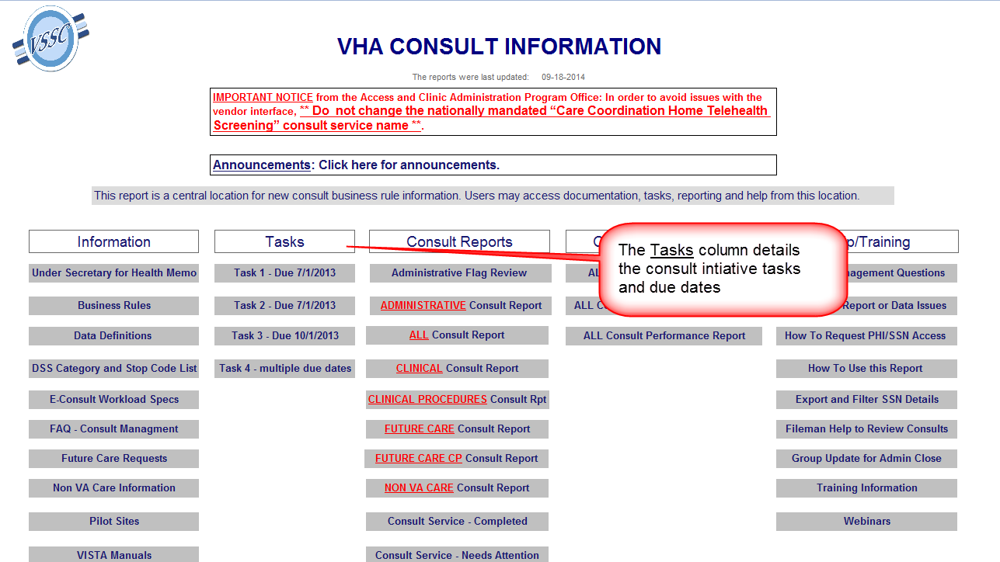 VSSC
VHA CONSULT INFORMATION
The reports were last updated: 09-18-2014
IMPORTANT NOTICE from the Access and Clinic Administration Program Office: In order to avoid issues with the
vendor interface, ** Do not change the nationally mandated “Care Coordination Home Telehealth
Screening” consult service name **.
Announcements: Click here for announcements.
This report is a central location for new consult business rule information. Users may access documentation, tasks, reporting and help from this location.
Information
Under Secretary for Health Memo
Business Rules
Data Definitions
DSS Category and Stop Code List
E-Consult Workload Specs
FAQ - Consult Managment
Future Care Requests
Non VA Care Information
Pilot Sites
VISTA Manuals
Tasks
Task 1 - Due 7/1/2013
Task 2 - Due 7/1/2013
Task 3 - Due 10/1/2013
Task 4 - multiple due dates
Consult Reports
Administrative Flag Review
ADMINISTRATIVE Consult Report
ALL Consult Report
CLINICAL Consult Report
CLINICAL PROCEDURES Consult Rpt
FUTURE CARE Consult Report
FUTURE CARE CP Consult Report
NON VA CARE Consult Report
Consult Service - Completed
Consult Service - Needs Attention
The Tasks column details
the consult intiative tasks
and due dates
ALL
ALL Consult Performance Report
/Training
Questions
Report or Data Issues
How To Request PHI/SSN Access
How To Use this Report
Export and Filter SSN Details
Fileman Help to Review Consults
Group Update for Admin Close
Training Information
Webinars